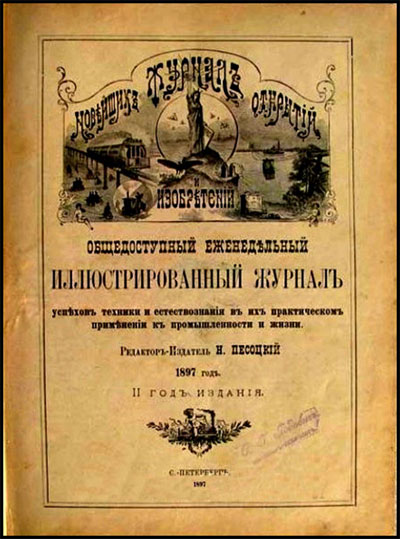 ЖУРНАЛЪ
НОВѢЙШИХЪ ОТКРЫТІЙ
И
ИЗОБРѢТЕНІЙ
ОБЩЕДОСТУПНЫЙ ЕЖЕНЕДѢЛЬНЫЙ
ИЛЛЮСТРИРОВАННЫЙ ЖУРНАЛЪ
УСПѢХОВЪ ТЕХНИКИ И ЕСТЕСТВОЗНАНІЯ ВЪ ИХЪ ПРАКТИЧЕСКОМЪ
ПРИМѢНЕНІИ КЪ ПРОМЫШЛЕННОСТИ И ЖИЗНИ.
РЕДАКТОРЪ-ИЗДАТЕЛЬ Н. ПЕСОЦКІЙ
1897 ГОДЪ.
II ГОДЪ ИЗДАНІЯ.
С.-ПЕТЕРБУРГЪ.
1897